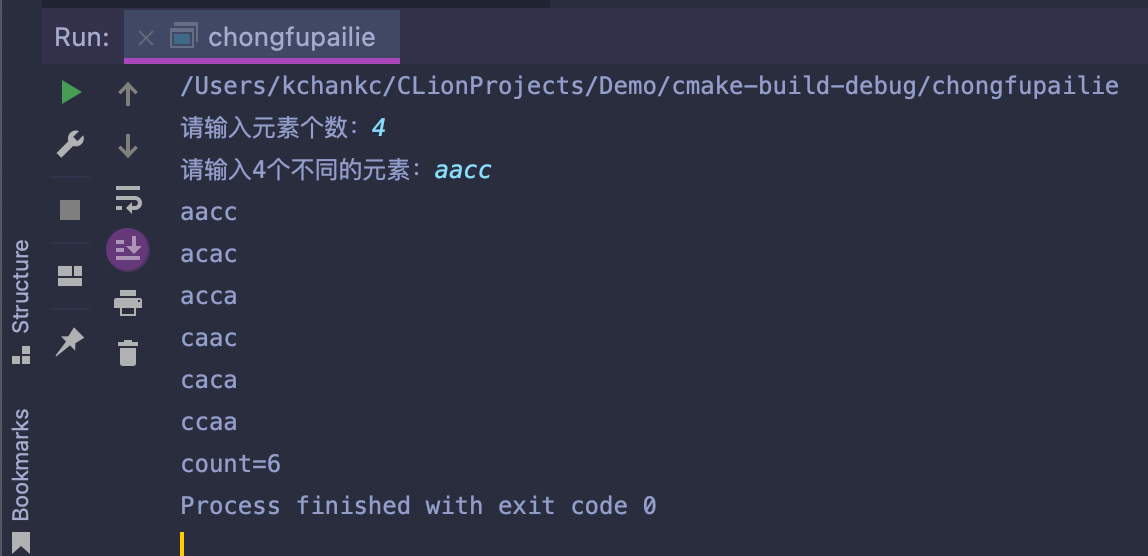 Run: chongfupailie
/Users/kchankc/CLionProjects/Demo/cmake-build-debug/chongfupailie
请输入元素个数：4
请输入4个不同的元素：aacc
aacc
acac
acca
caac
caca
ccaa
count=6
Process finished with exit code 0
Structure
Bookmarks